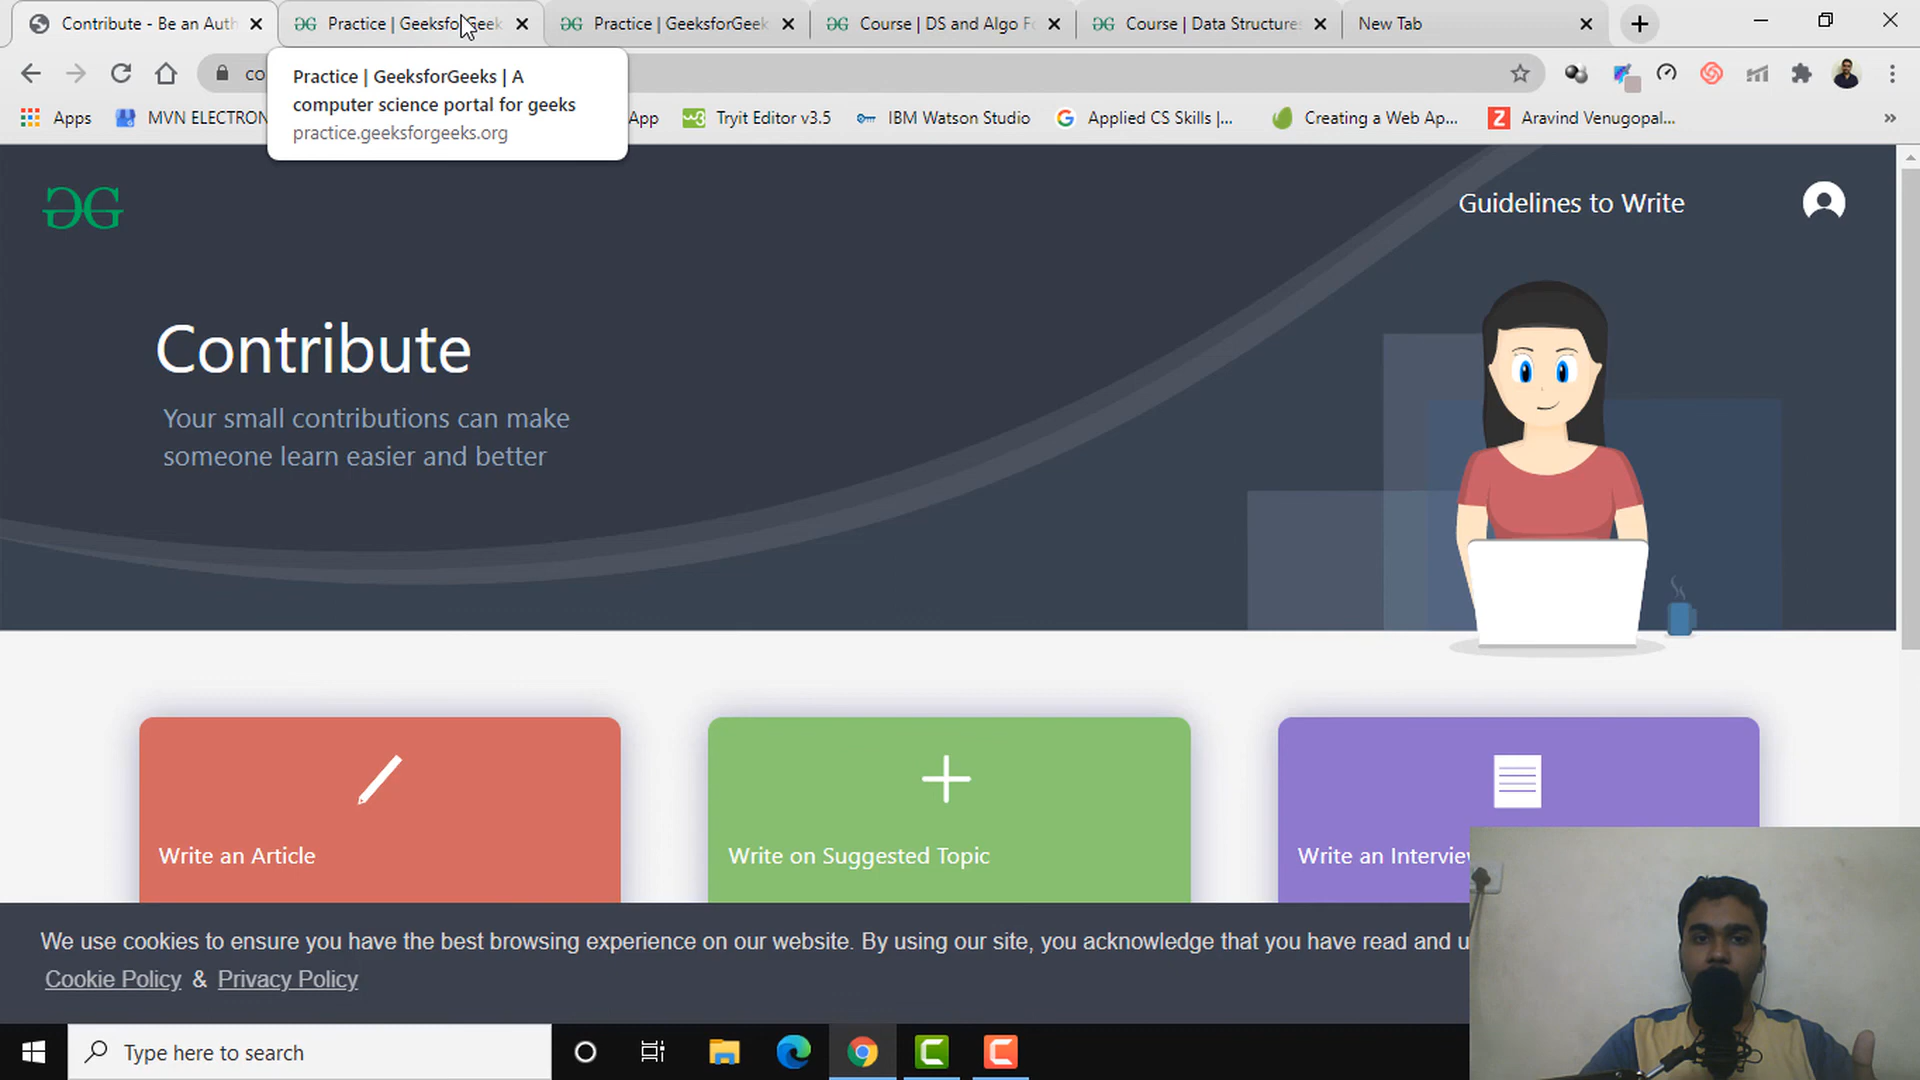 Contribute - Be an Auth
Practice | GeeksforGeek
Practice | GeeksforGeek
Course | DS and Algo Fo
Course | Data Structures
New Tab
co
Practice | GeeksforGeeks | A
computer science portal for geeks
practice.geeksforgeeks.org
Apps
MVN ELECTRON
App
Tryit Editor v3.5
IBM Watson Studio
Applied CS Skills |...
Creating a Web Ap...
Aravind Venugopal...
»
Guidelines to Write
Contribute
Your small contributions can make
someone learn easier and better
Write an Article
Write on Suggested Topic
Write an Interview
We use cookies to ensure you have the best browsing experience on our website. By using our site, you acknowledge that you have read and u
Cookie Policy & Privacy Policy
Type here to search